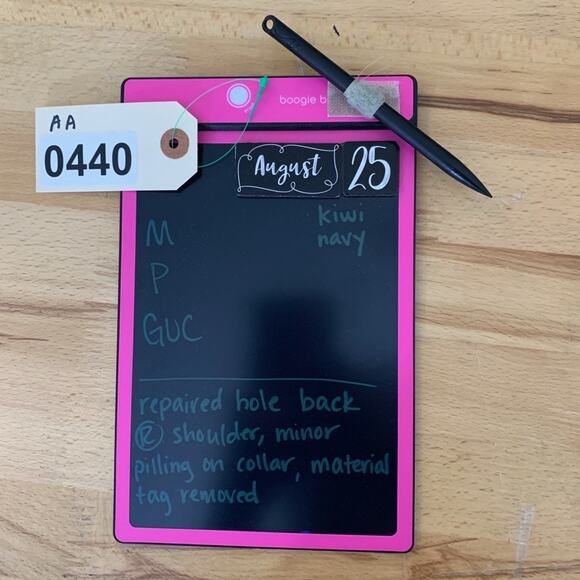 boogie b
AA
0440
August 25
kiwi
M navy
P
GUC
repaired hole back
Ⓡ shoulder, minor
pilling on collar, material
tag removed